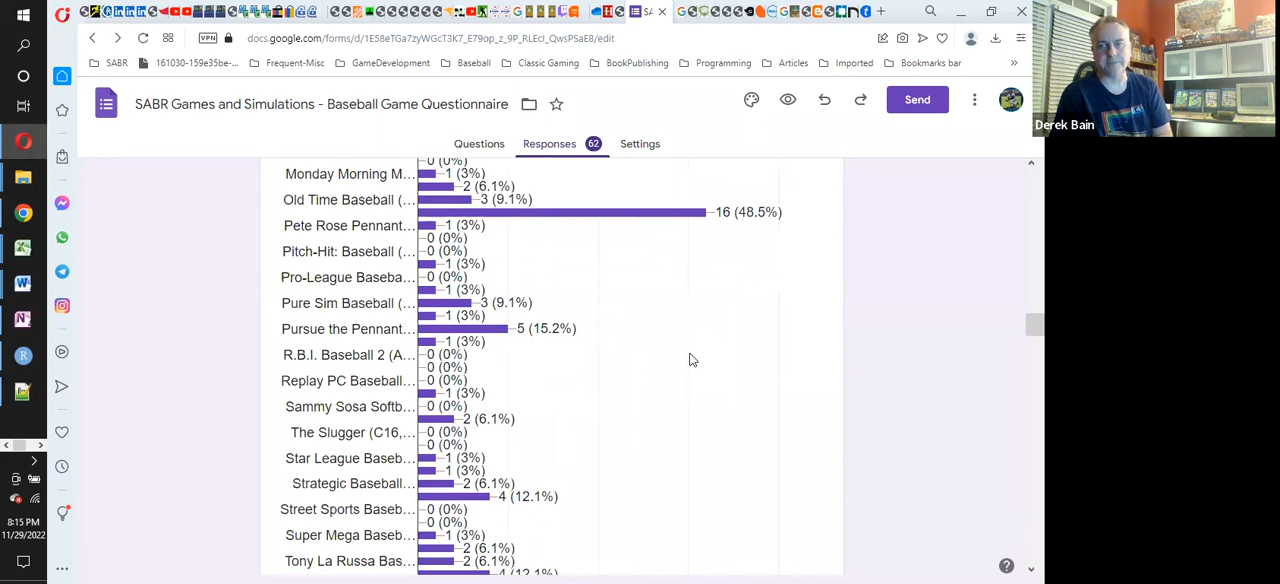 VPN
docs.google.com/forms/d/1E58eTGa7zyWGcT3K7_E79op_z_9P_RLEcI_QwsPSaE8/edit
SABR
161030-159e35be-...
Frequent-Misc
GameDevelopment
Baseball
Classic Gaming
BookPublishing
Programming
Articles
Imported
Bookmarks bar
SABR Games and Simulations - Baseball Game Questionnaire
Send
Derek Bain
Questions
Responses 62
Settings
0 (0%)
Monday Morning M... 1 (3%)
2 (6.1%)
Old Time Baseball (... 3 (9.1%)
16 (48.5%)
Pete Rose Pennant... 1 (3%)
0 (0%)
Pitch-Hit: Baseball (... 0 (0%)
1 (3%)
Pro-League Baseba... 0 (0%)
1 (3%)
Pure Sim Baseball (... 3 (9.1%)
1 (3%)
Pursue the Pennant... 5 (15.2%)
1 (3%)
R.B.I. Baseball 2 (A... 0 (0%)
0 (0%)
Replay PC Baseball... 0 (0%)
1 (3%)
Sammy Sosa Softb... 0 (0%)
2 (6.1%)
The Slugger (C16,... 0 (0%)
0 (0%)
Star League Baseb... 1 (3%)
1 (3%)
Strategic Baseball... 2 (6.1%)
4 (12.1%)
Street Sports Baseb... 0 (0%)
0 (0%)
Super Mega Baseb... 1 (3%)
2 (6.1%)
Tony La Russa Bas... 2 (6.1%)
4 (12.1%)
8:15 PM
11/29/2022